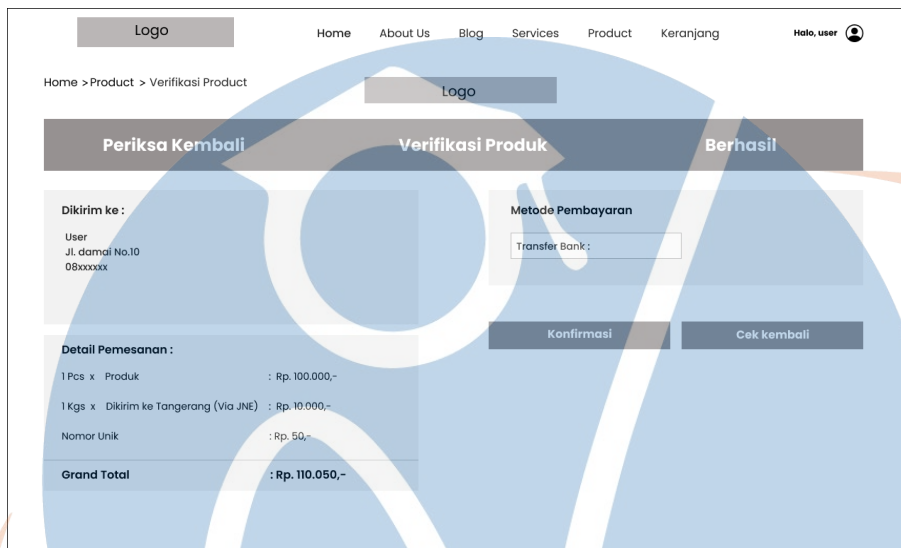 Logo
Home About Us Blog Services Product Keranjang Halo, user
Home > Product > Verifikasi Product
Logo
Periksa Kembali Verifikasi Produk Berhasil
Dikirim ke :
User
Jl. damai No.10
08xxxxxx
Metode Pembayaran
Transfer Bank :
Konfirmasi Cek kembali
Detail Pemesanan :
1 Pcs x Produk : Rp. 100.000,-
1 Kgs x Dikirim ke Tangerang (Via JNE) : Rp. 10.000,-
Nomor Unik : Rp. 50,-
Grand Total : Rp. 110.050,-